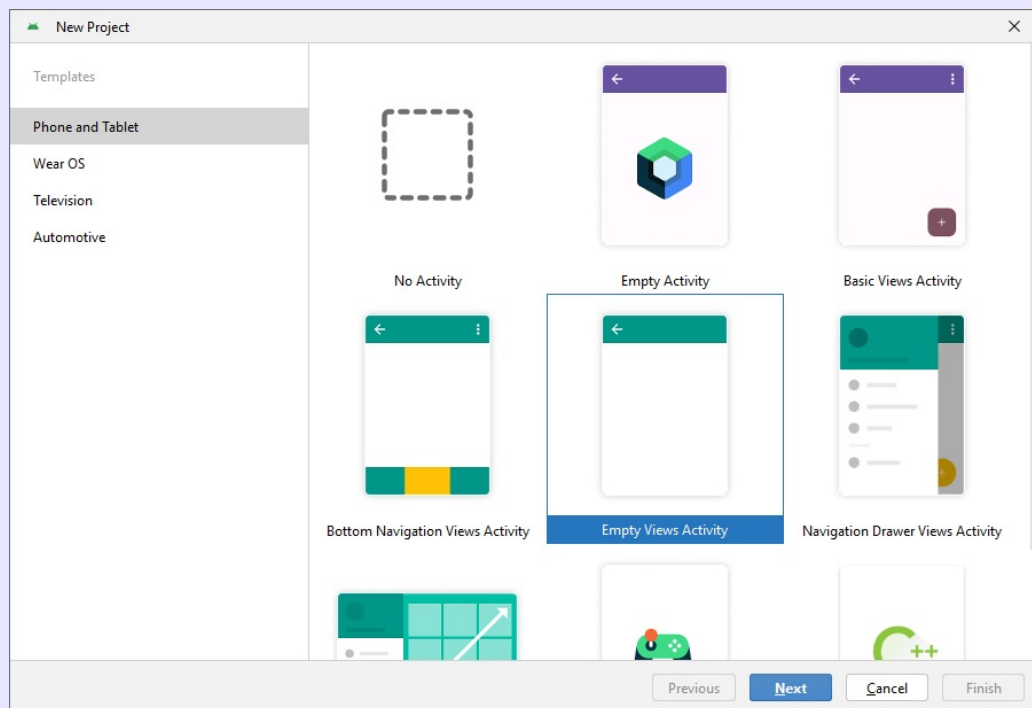 New Project
Templates
Phone and Tablet
Wear OS
Television
Automotive
No Activity
Empty Activity
Basic Views Activity
Bottom Navigation Views Activity
Empty Views Activity
Navigation Drawer Views Activity
++
Previous
Next
Cancel
Finish